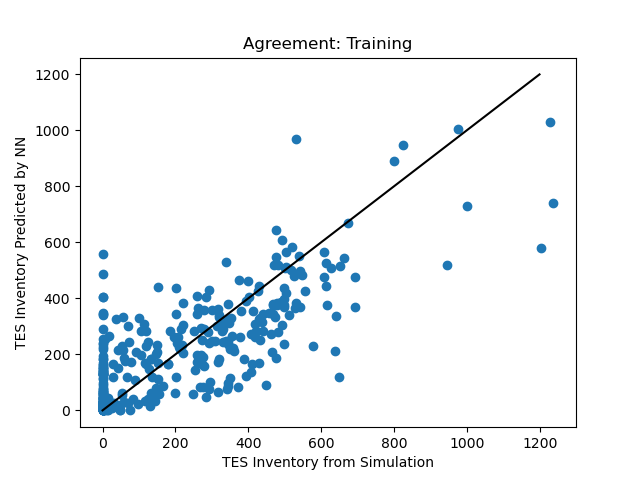 Agreement: Training
TES Inventory Predicted by NN
1200
1000
800
600
400
200
0
0 200 400 600 800 1000 1200
TES Inventory from Simulation